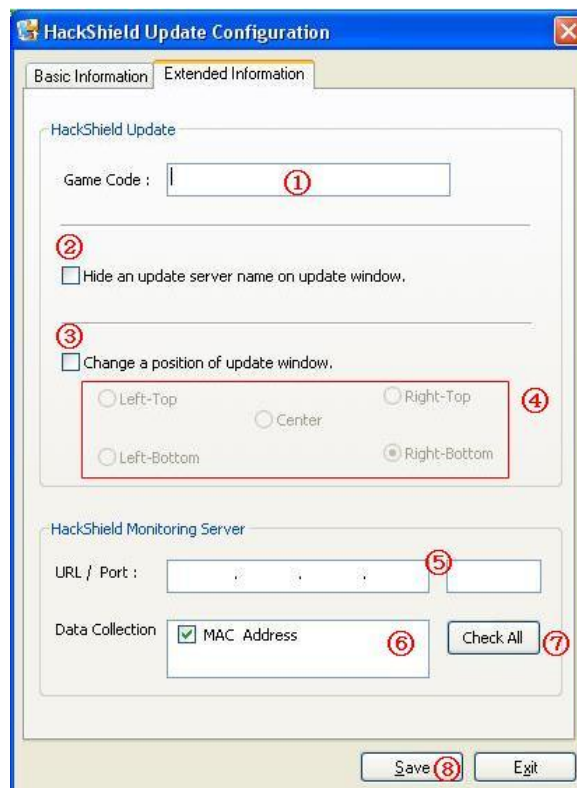 HackShield Update Configuration
Basic Information Extended Information
HackShield Update
Game Code : ①
②
Hide an update server name on update window.
③
Change a position of update window.
Left-Top Right-Top ④
Center
Left-Bottom Right-Bottom
HackShield Monitoring Server
URL / Port : . . . ⑤
Data Collection MAC Address ⑥ Check All ⑦
Save ⑧ Exit